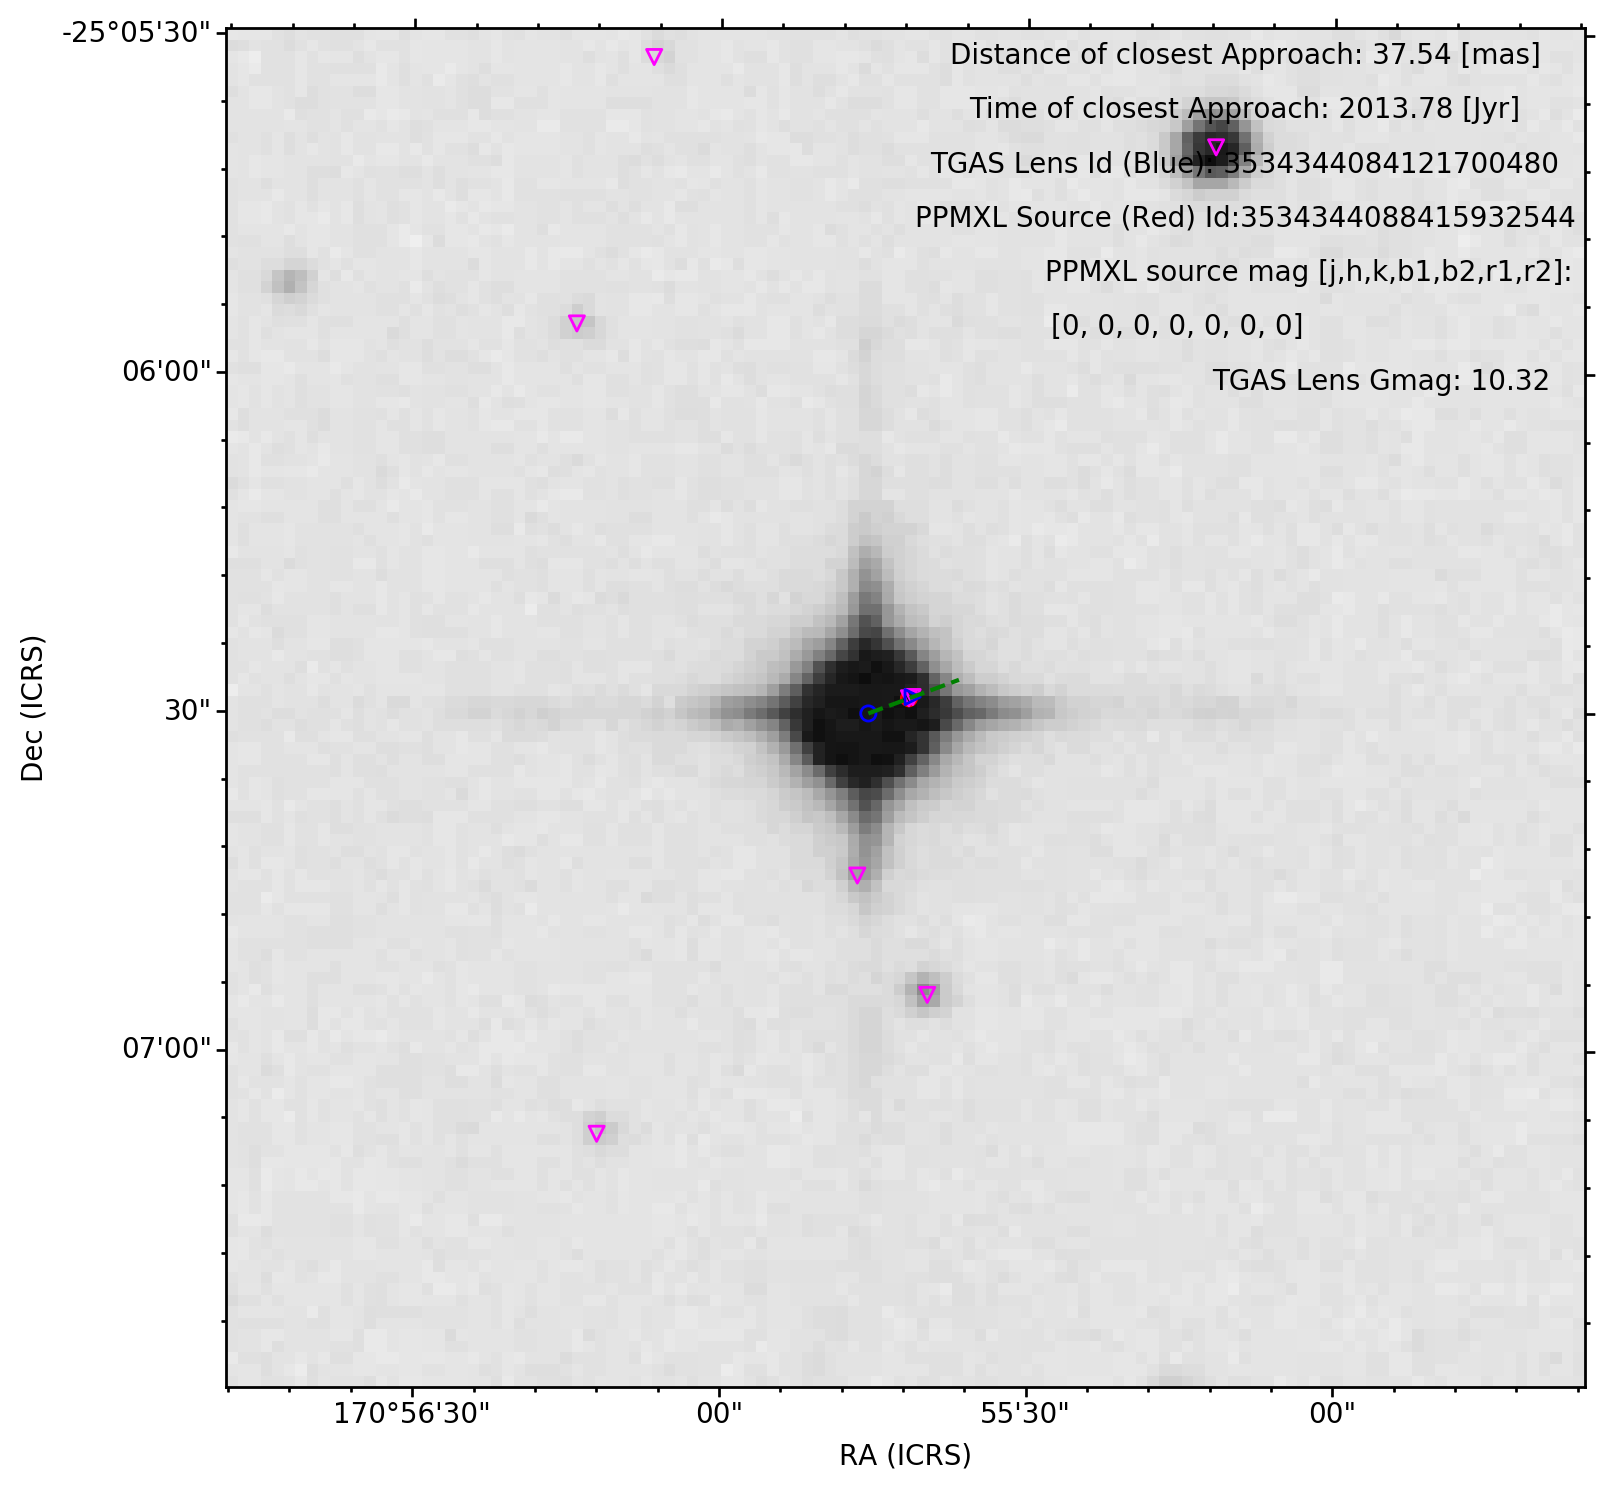 -25°05'30"
Distance of closest Approach: 37.54 [mas]
Time of closest Approach: 2013.78 [Jyr]
TGAS Lens Id (Blue): 3534344084121700480
PPMXL Source (Red) Id:3534344088415932544
PPMXL source mag [j,h,k,b1,b2,r1,r2]:
[0, 0, 0, 0, 0, 0, 0]
06'00"
TGAS Lens Gmag: 10.32
Dec (ICRS)
30"
07'00"
170°56'30" 00" 55'30" 00"
RA (ICRS)